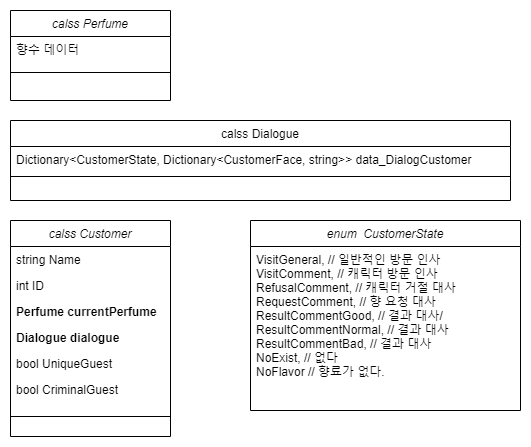 calss Perfume
향수 데이터
calss Dialogue
Dictionary<CustomerState, Dictionary<CustomerFace, string>> data_DialogCustomer
calss Customer
string Name
int ID
Perfume currentPerfume
Dialogue dialogue
bool UniqueGuest
bool CriminalGuest
enum CustomerState
VisitGeneral, // 일반적인 방문 인사
VisitComment, // 캐릭터 방문 인사
RefusalComment, // 캐릭터 거절 대사
RequestComment, // 향 요청 대사
ResultCommentGood, // 결과 대사/
ResultCommentNormal, // 결과 대사
ResultCommentBad, // 결과 대사
NoExist, // 없다
NoFlavor // 향료가 없다.